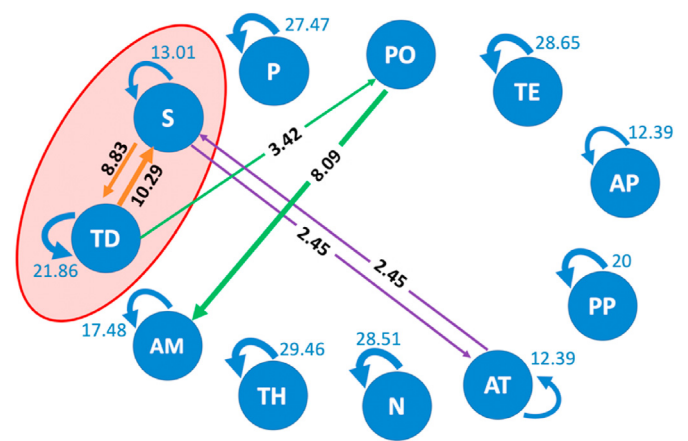 27.47
P
PO
28.65
TE
13.01
S
12.39
AP
3.42
8.83
10.29
8.09
TD
21.86
2.45
2.45
20
PP
17.48
AM
29.46
TH
28.51
N
12.39
AT